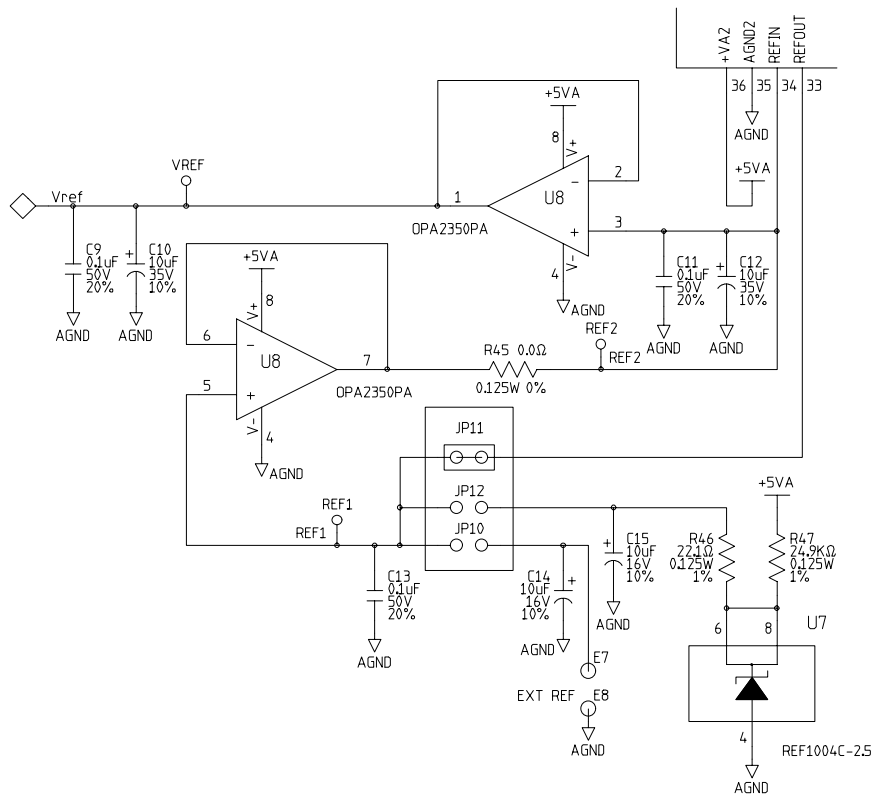 +VA2
AGND2
REFIN
REFOUT
36
35
34
33
AGND
+5VA
+5VA
8
V+
2
−
U8
1
+
3
OPA2350PA
V-
4
AGND
VREF
Vref
C9
0.1uF
50V
20%
AGND
C10
+
10uF
35V
10%
AGND
C11
0.1uF
50V
20%
AGND
C12
+
10uF
35V
10%
AGND
+5VA
8
V+
6
−
U8
7
5
+
OPA2350PA
V-
4
AGND
R45 0.0Ω
0.125W 0%
REF2
REF2
JP11
JP12
JP10
REF1
REF1
C13
0.1uF
50V
20%
AGND
C14
+
10uF
16V
10%
AGND
C15
+
10uF
16V
10%
AGND
R46
22.1Ω
0.125W
1%
+5VA
R47
24.9KΩ
0.125W
1%
6
8
U7
E7
EXT REF
E8
AGND
4
REF1004C-2.5
AGND